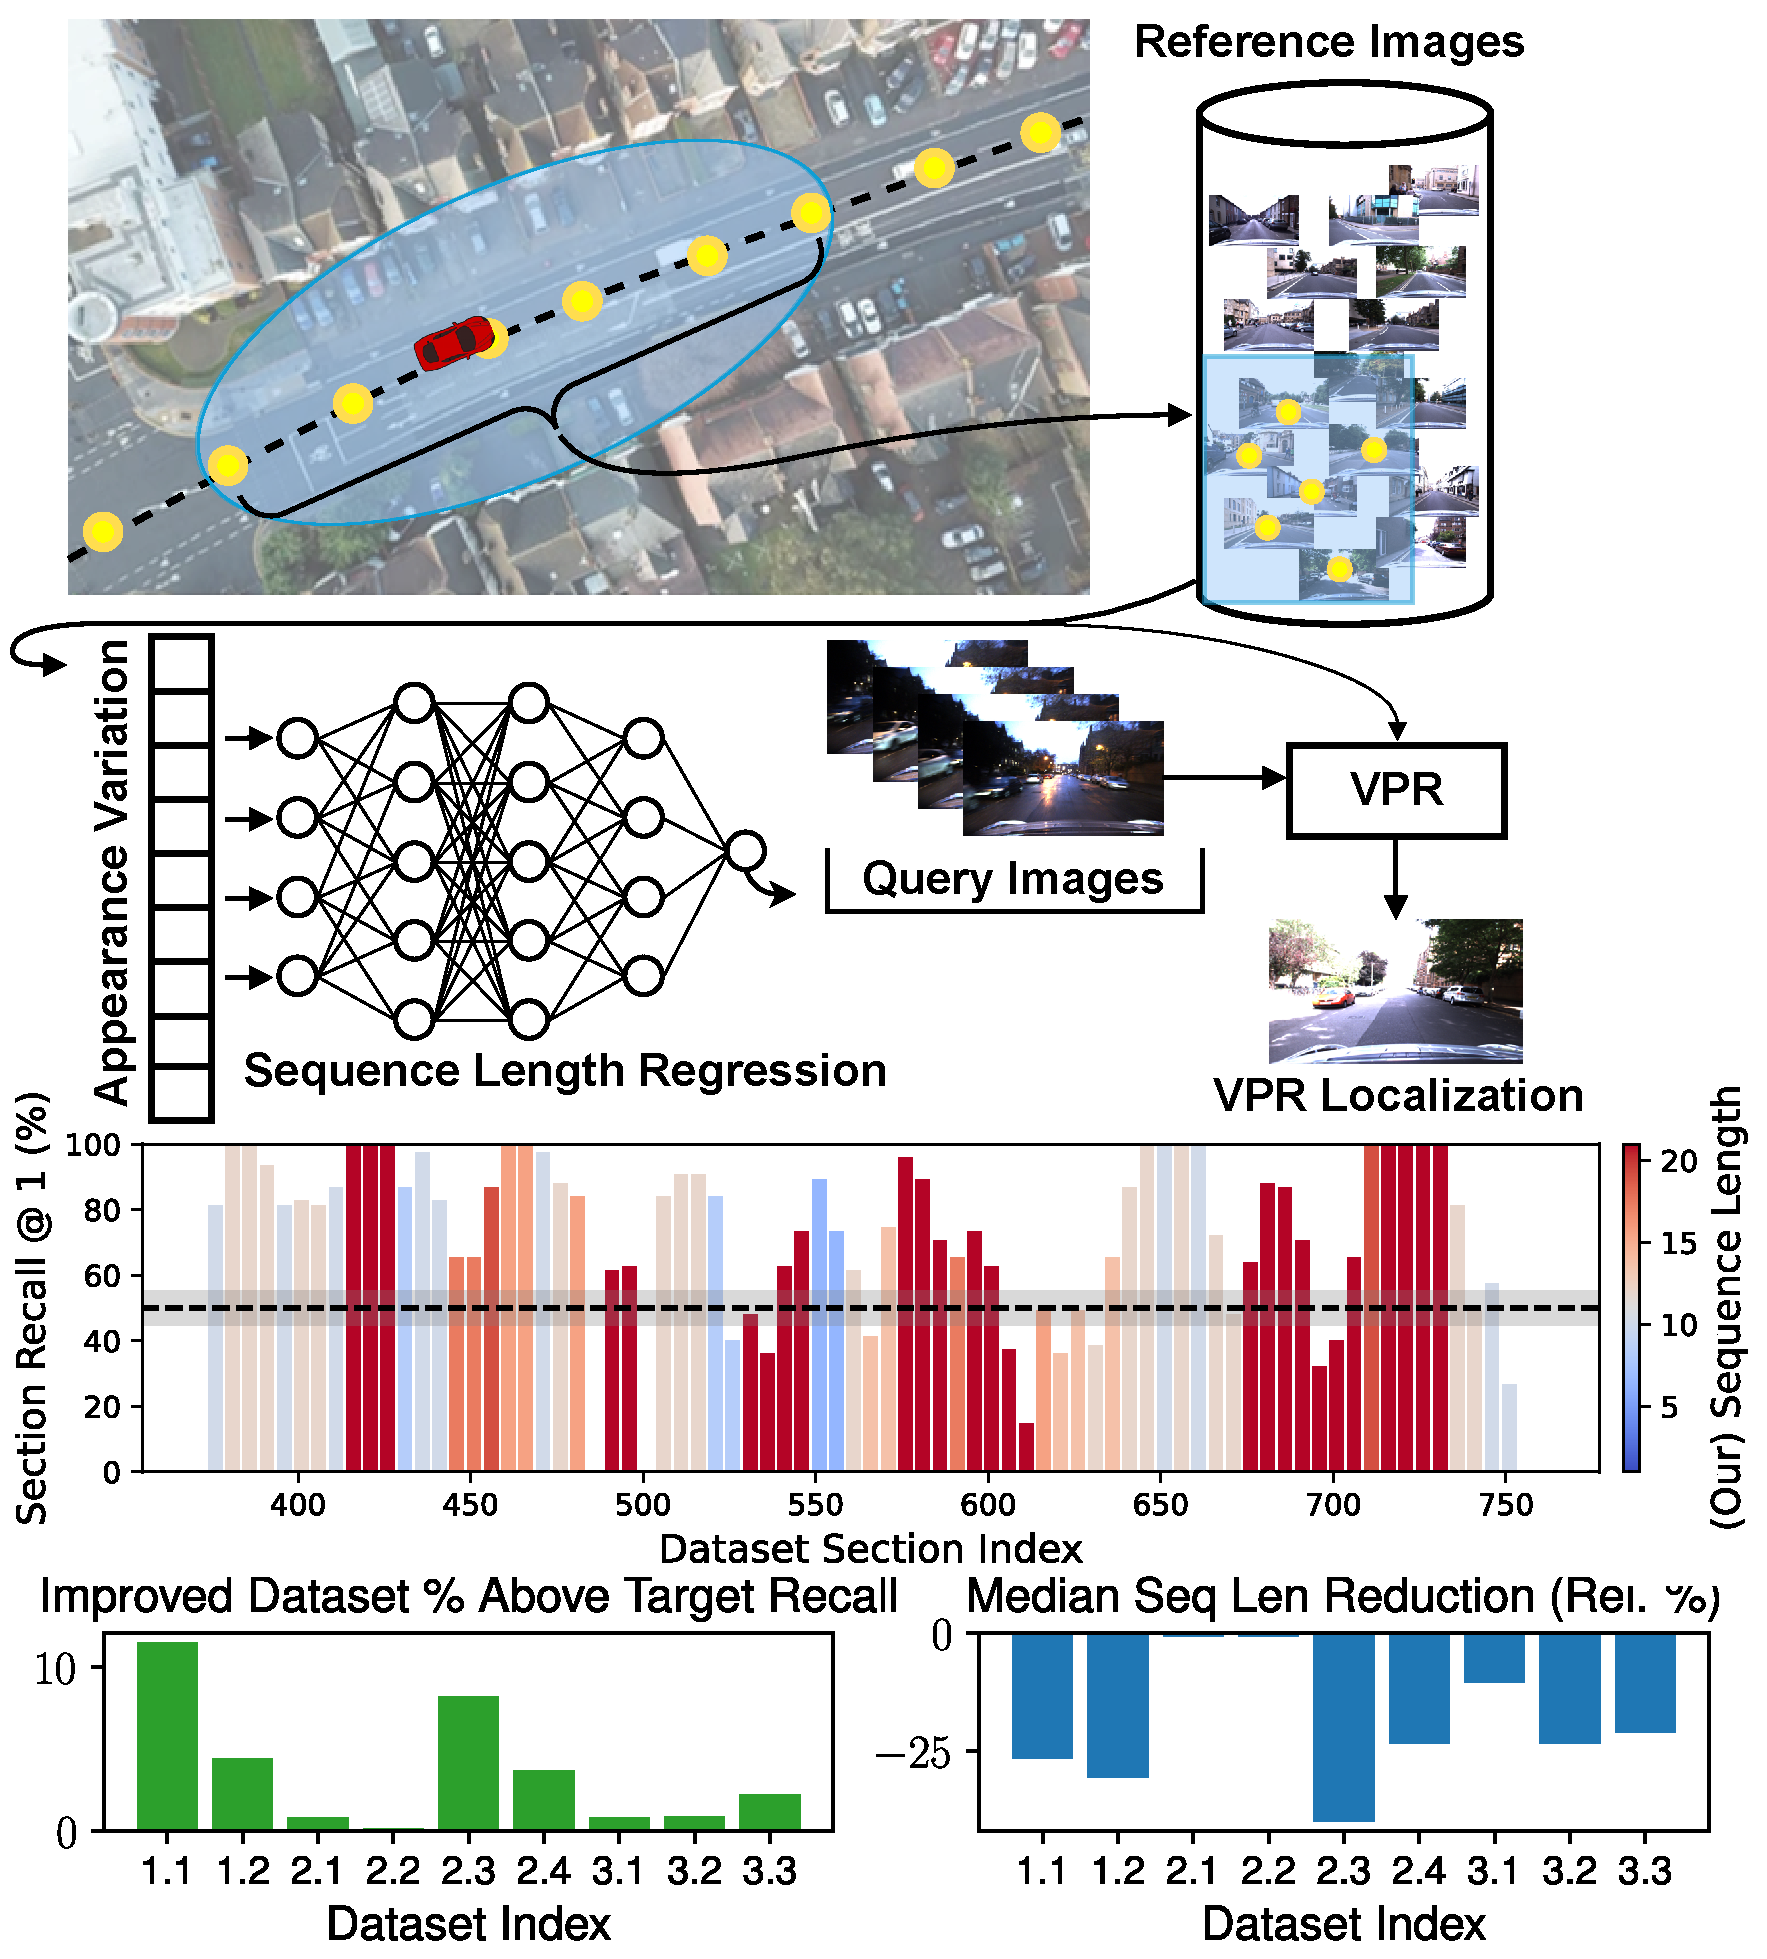 Reference Images
Appearance Variation
Sequence Length Regression
Query Images
VPR
VPR Localization
Section Recall @ 1 (%)
100
80
60
40
20
0
400 450 500 550 600 650 700 750
Dataset Section Index
20
15
10
5
(Our) Sequence Length
Improved Dataset % Above Target Recall
10
0
1.1 1.2 2.1 2.2 2.3 2.4 3.1 3.2 3.3
Dataset Index
Median Seq Len Reduction (Rel. %)
0
−25
1.1 1.2 2.1 2.2 2.3 2.4 3.1 3.2 3.3
Dataset Index